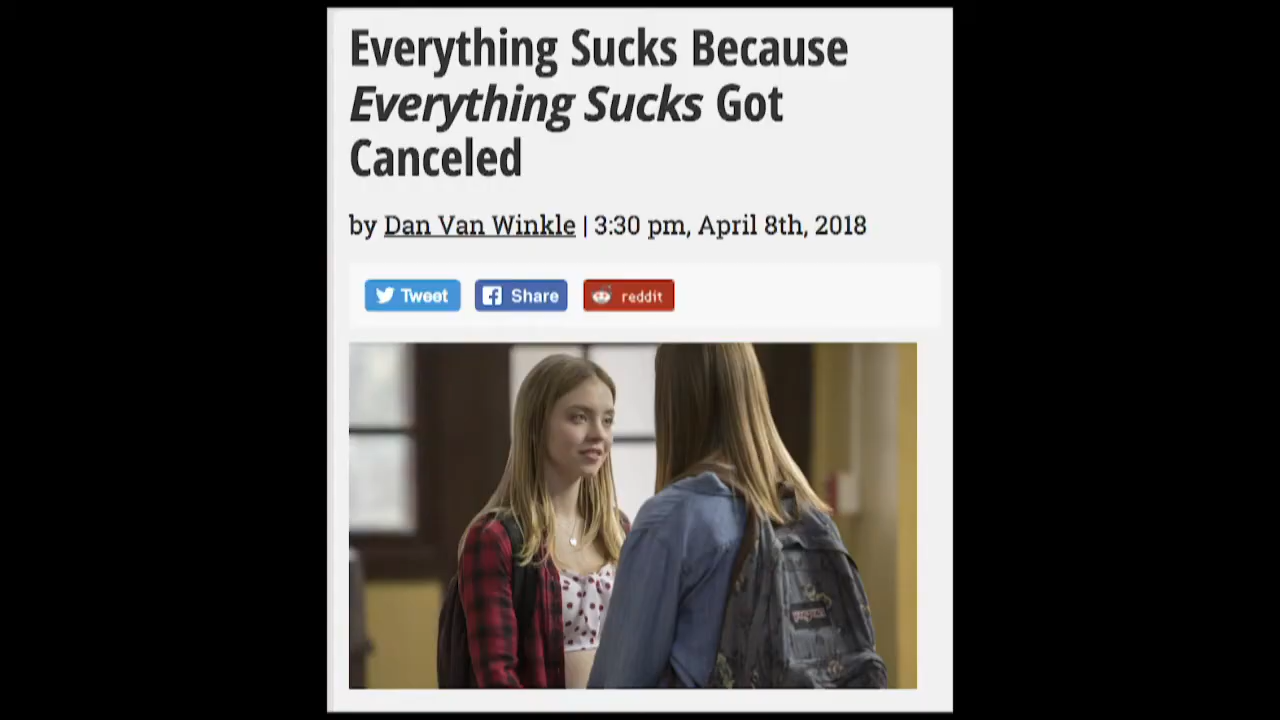 Everything Sucks Because
Everything Sucks Got
Canceled
by Dan Van Winkle | 3:30 pm, April 8th, 2018
Tweet Share reddit